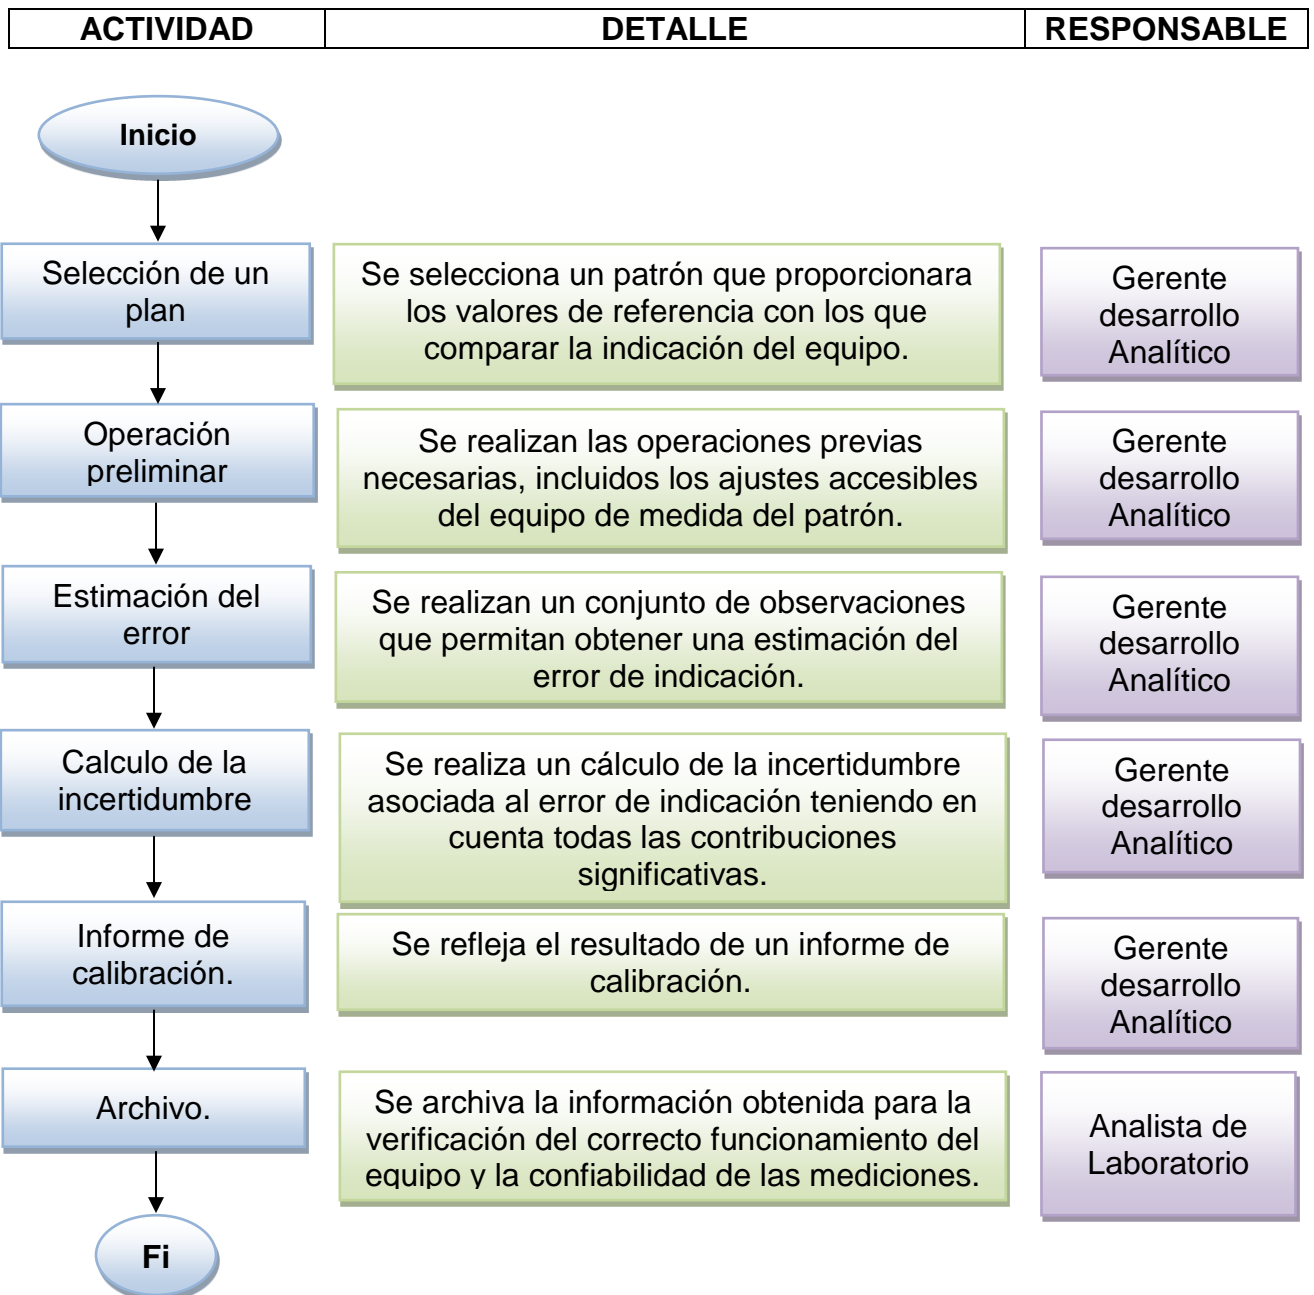 ACTIVIDAD DETALLE RESPONSABLE
Inicio
Selección de un
plan
Se selecciona un patrón que proporcionara
los valores de referencia con los que
comparar la indicación del equipo.
Gerente
desarrollo
Analítico
Operación
preliminar
Se realizan las operaciones previas
necesarias, incluidos los ajustes accesibles
del equipo de medida del patrón.
Gerente
desarrollo
Analítico
Estimación del
error
Se realizan un conjunto de observaciones
que permitan obtener una estimación del
error de indicación.
Gerente
desarrollo
Analítico
Calculo de la
incertidumbre
Se realiza un cálculo de la incertidumbre
asociada al error de indicación teniendo en
cuenta todas las contribuciones
significativas.
Gerente
desarrollo
Analítico
Informe de
calibración.
Se refleja el resultado de un informe de
calibración.
Gerente
desarrollo
Analítico
Archivo.
Se archiva la información obtenida para la
verificación del correcto funcionamiento del
equipo y la confiabilidad de las mediciones.
Analista de
Laboratorio
Fi